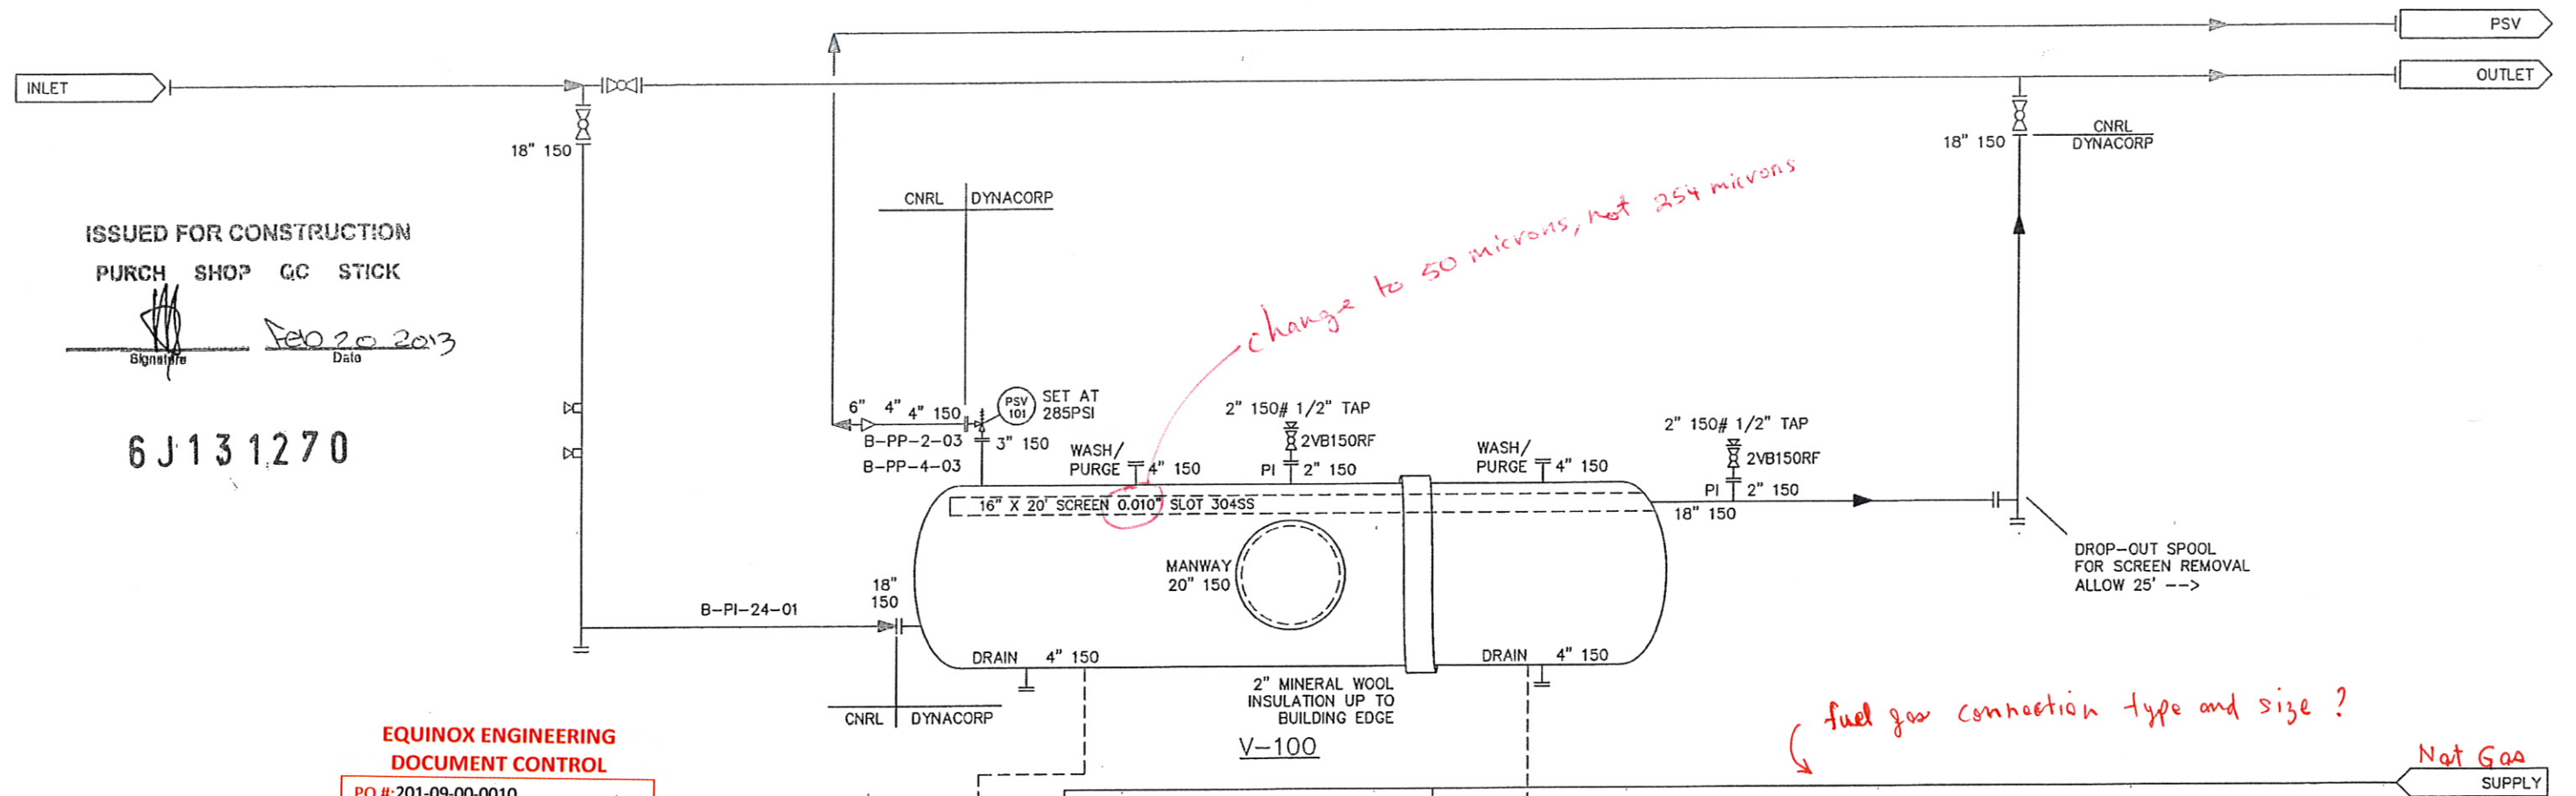 PSV
INLET
OUTLET
18" 150
18" 150
CNRL
DYNACORP
CNRL DYNACORP
change to 50 microns, not 254 microns
ISSUED FOR CONSTRUCTION
PURCH SHOP QC STICK
Feb 20 2013
Signature Date
6J131270
6" 4" 4" 150
PSV
101
SET AT
285PSI
B-PP-2-03
3" 150
B-PP-4-03
WASH/
PURGE 4" 150
2" 150# 1/2" TAP
2VB150RF
PI 2" 150
WASH/
PURGE 4" 150
2" 150# 1/2" TAP
2VB150RF
PI 2" 150
18" 150
16" X 20' SCREEN 0.010" SLOT 304SS
MANWAY
20" 150
DROP-OUT SPOOL
FOR SCREEN REMOVAL
ALLOW 25' -->
18"
150
B-PI-24-01
DRAIN 4" 150
DRAIN 4" 150
CNRL DYNACORP
2" MINERAL WOOL
INSULATION UP TO
BUILDING EDGE
V-100
fuel gas connection type and size ?
Nat Gas
SUPPLY
EQUINOX ENGINEERING
DOCUMENT CONTROL
PO #:201-09-00-0010